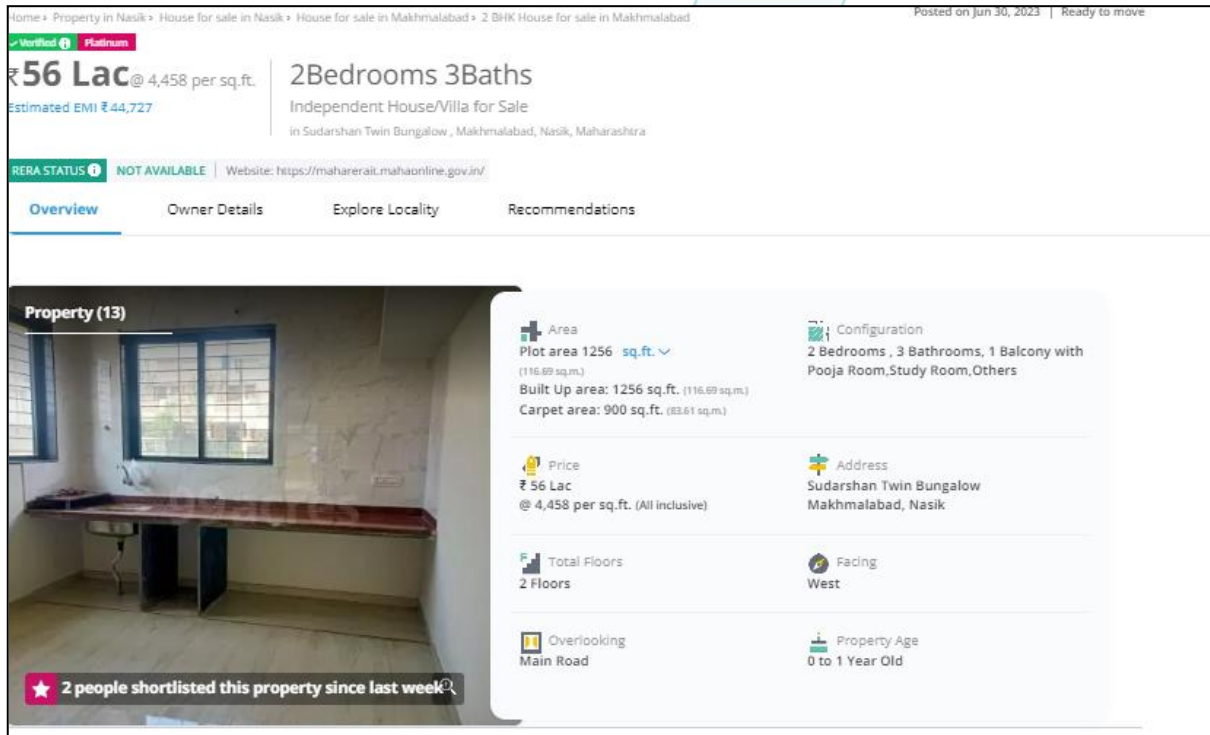 Home › Property in Nasik › House for sale in Nasik › House for sale in Makhmalabad › 2 BHK House for sale in Makhmalabad
Posted on Jun 30, 2023 | Ready to move
Verified Platinum
₹56 Lac @ 4,458 per sq.ft.
Estimated EMI ₹44,727
2Bedrooms 3Baths
Independent House/Villa for Sale
in Sudarshan Twin Bungalow , Makhmalabad, Nasik, Maharashtra
RERA STATUS NOT AVAILABLE | Website: https://maharerait.mahaonline.gov.in/
Overview Owner Details Explore Locality Recommendations
Property (13)
99acres
2 people shortlisted this property since last week
Area
Plot area 1256 sq.ft.
(116.69 sq.m.)
Built Up area: 1256 sq.ft. (116.69 sq.m.)
Carpet area: 900 sq.ft. (83.61 sq.m.)
Configuration
2 Bedrooms , 3 Bathrooms, 1 Balcony with
Pooja Room,Study Room,Others
Price
₹ 56 Lac
@ 4,458 per sq.ft. (All inclusive)
Address
Sudarshan Twin Bungalow
Makhmalabad, Nasik
Total Floors
2 Floors
Facing
West
Overlooking
Main Road
Property Age
0 to 1 Year Old